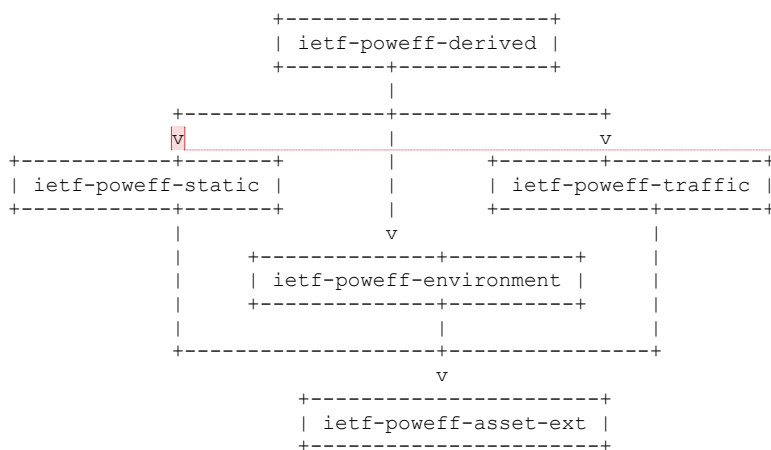 +----------------------+
| ietf-poweff-derived |
+--------+------------+
|
+----------------+----------------+
v | v
+------------+-------+ | +-------+------------+
| ietf-poweff-static | | | ietf-poweff-traffic |
+------------+-------+ | +------------+--------+
| v |
| +--------------+----------+ |
| | ietf-poweff-environment | |
| +--------------+----------+ |
| | |
+--------------------+----------------+
v
+-----------------------+
| ietf-poweff-asset-ext |
+-----------------------+